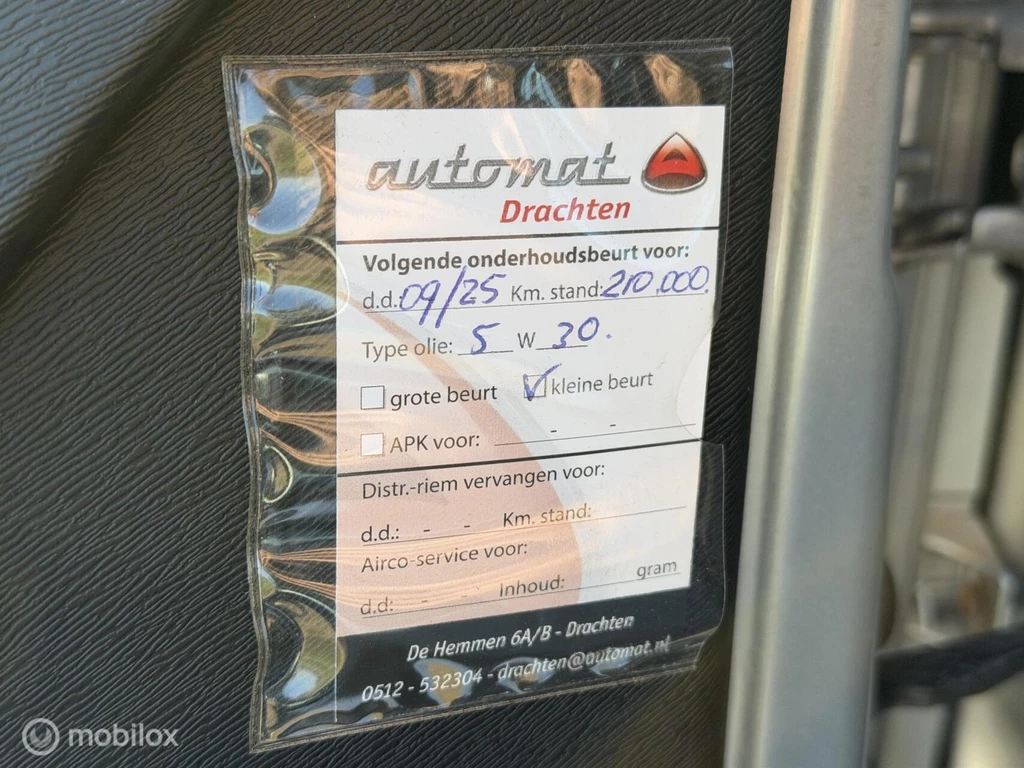 automat
Drachten
Volgende onderhoudsbeurt voor:
d.d.: 09/25 Km. stand: 210.000.
Type olie: 5 W 30.
grote beurt kleine beurt
APK voor: - -
Distr.-riem vervangen voor:
d.d.: - - Km. stand:
Airco-service voor:
d.d: - - Inhoud: gram
De Hemmen 6A/B - Drachten
0512 - 532304 - drachten@automat.nl
mobilox